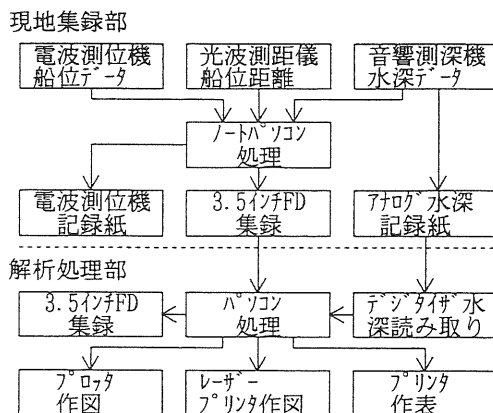 現地集録部
電波測位機
船位データ
光波測距儀
船位距離
音響測深機
水深データ
ノートパソコン
処理
電波測位機
記録紙
3.5インチFD
集録
アナログ水深
記録紙
解析処理部
3.5インチFD
集録
パソコン
処理
デジタイザ水
深読み取り
プロッタ
作図
レーザー
プリンタ作図
プリンタ
作表